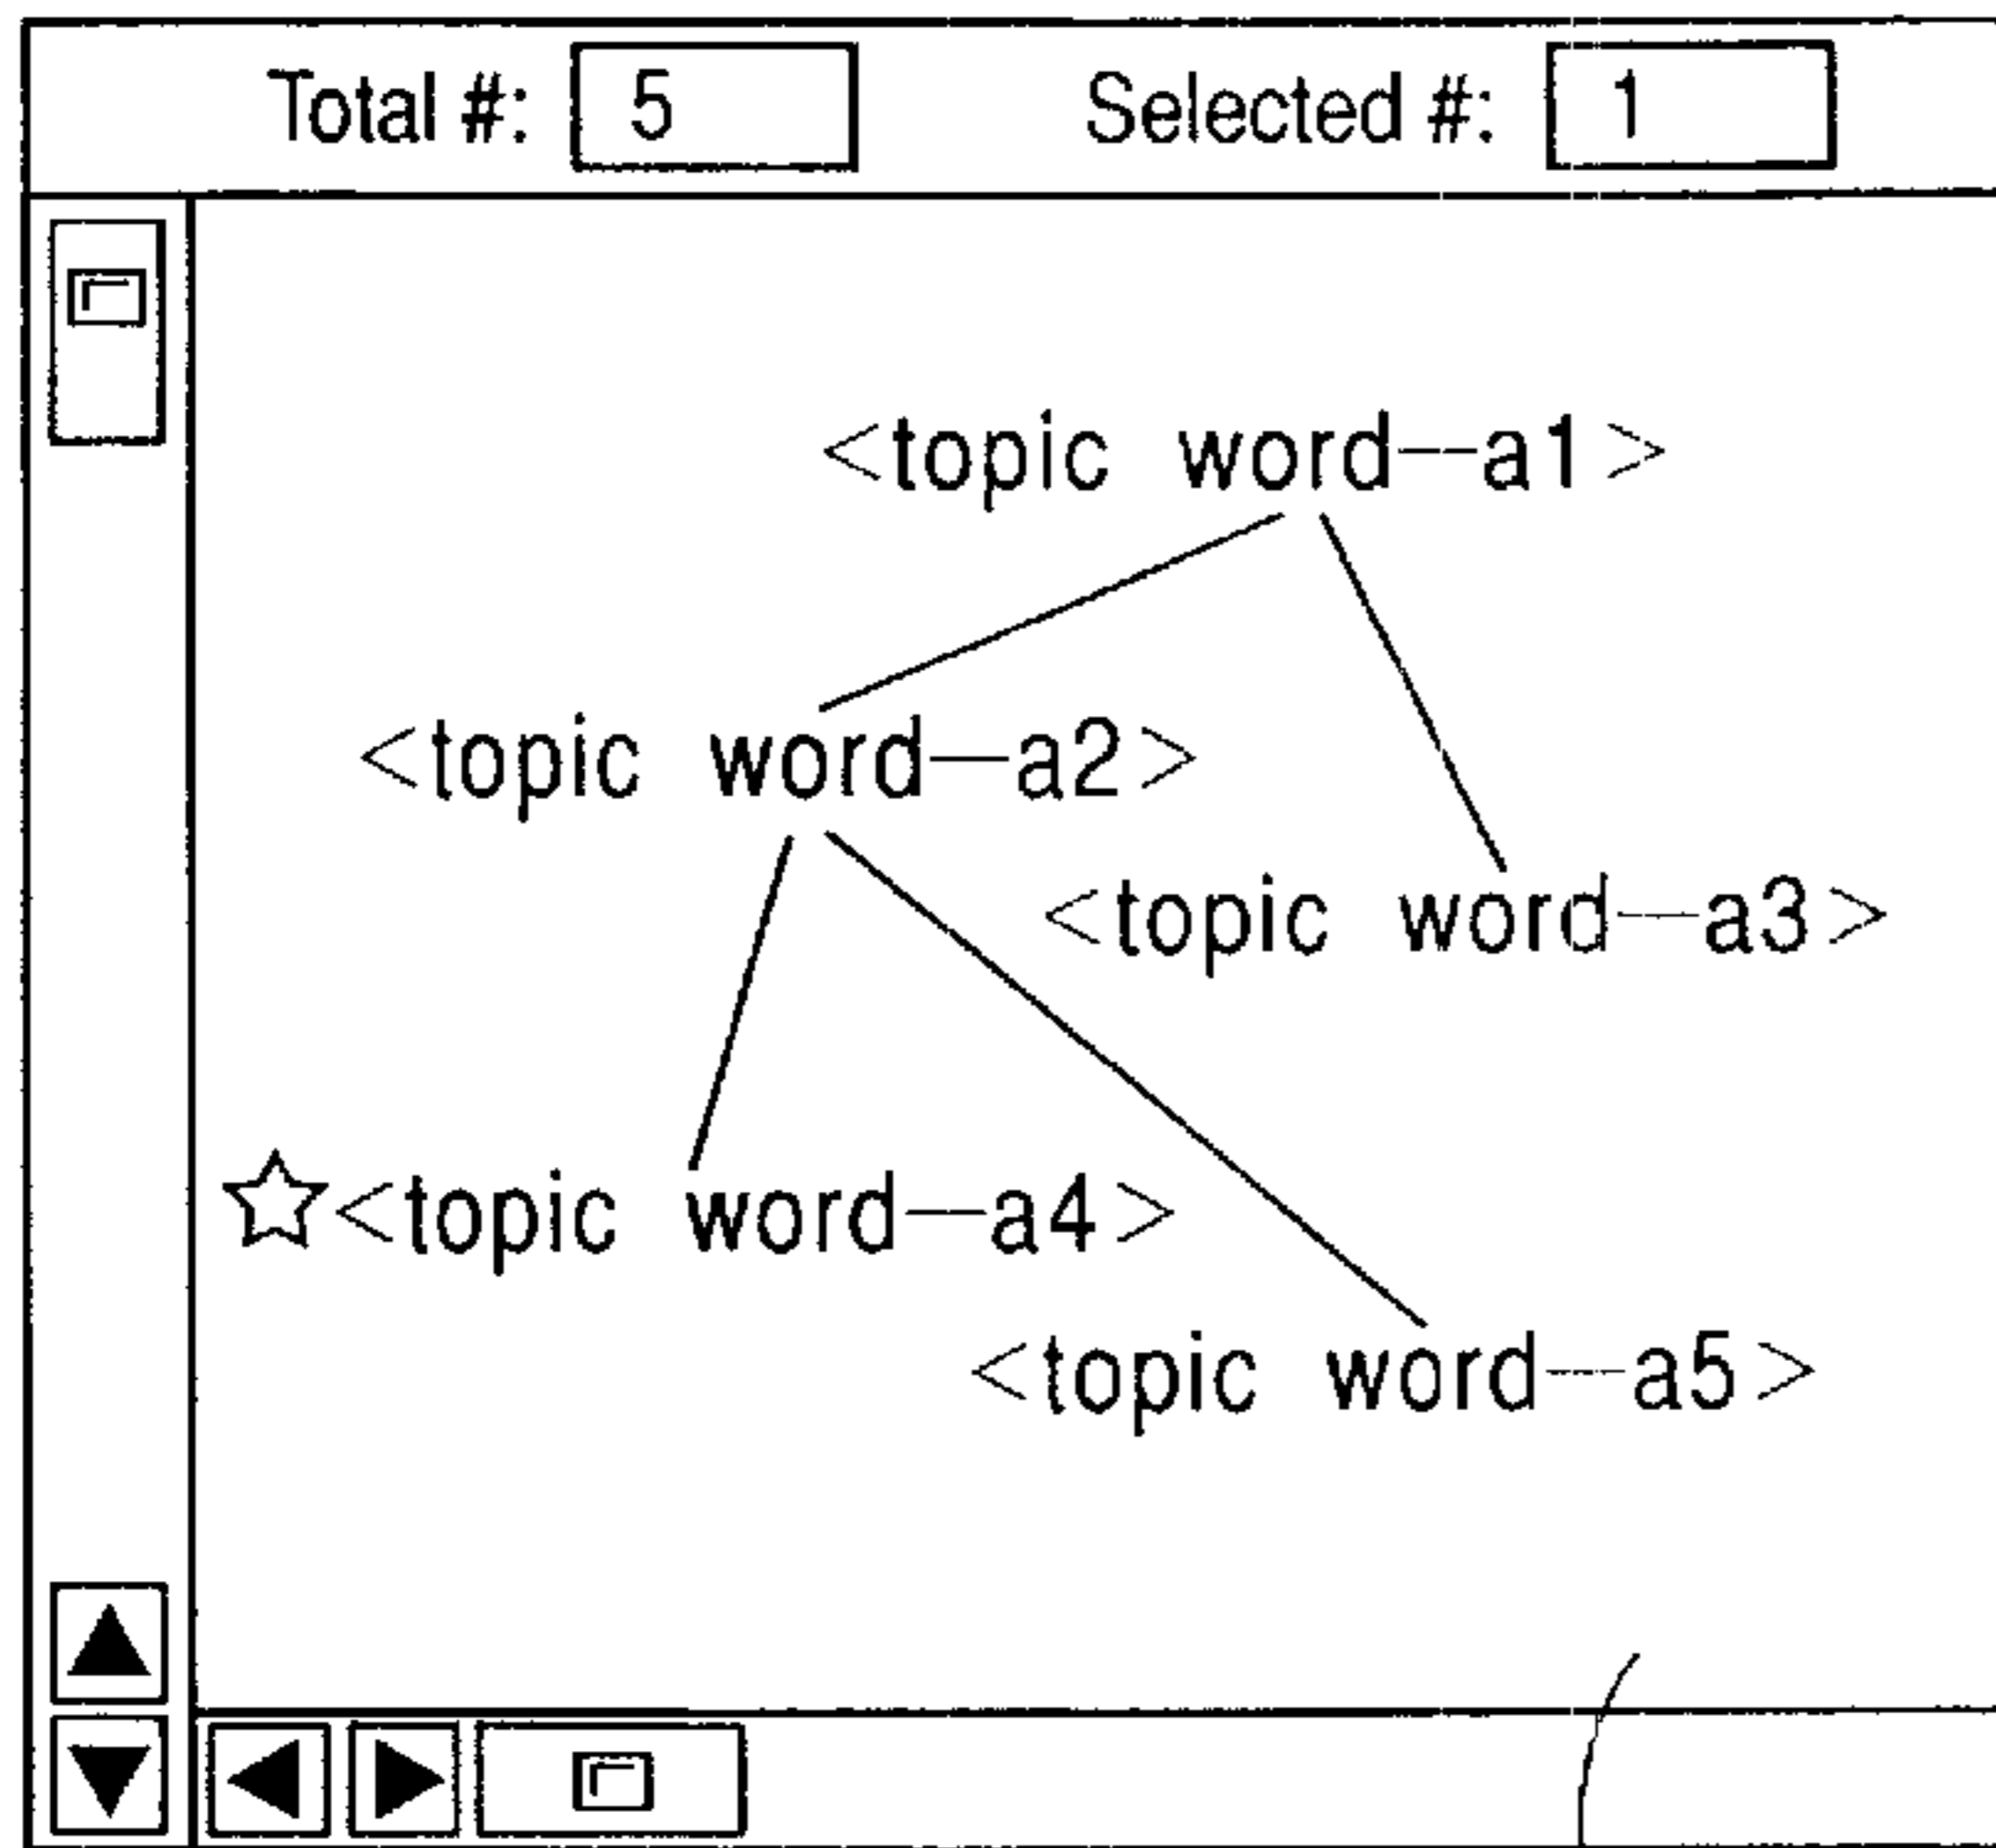 Total #: 5 Selected #: 1
<topic word—a1>
<topic word—a2>
<topic word—a3>
☆<topic word—a4>
<topic word—a5>